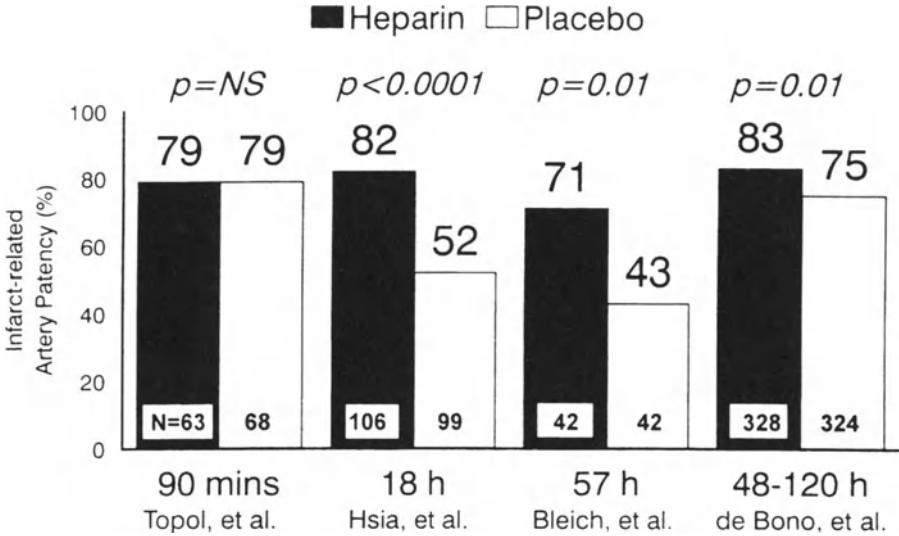 Heparin Placebo
p=NS p<0.0001 p=0.01 p=0.01
Infarct-related
Artery Patency (%)
100
80
60
40
20
0
79 79 82 52 71 43 83 75
N=63 68 106 99 42 42 328 324
90 mins 18 h 57 h 48-120 h
Topol, et al. Hsia, et al. Bleich, et al. de Bono, et al.